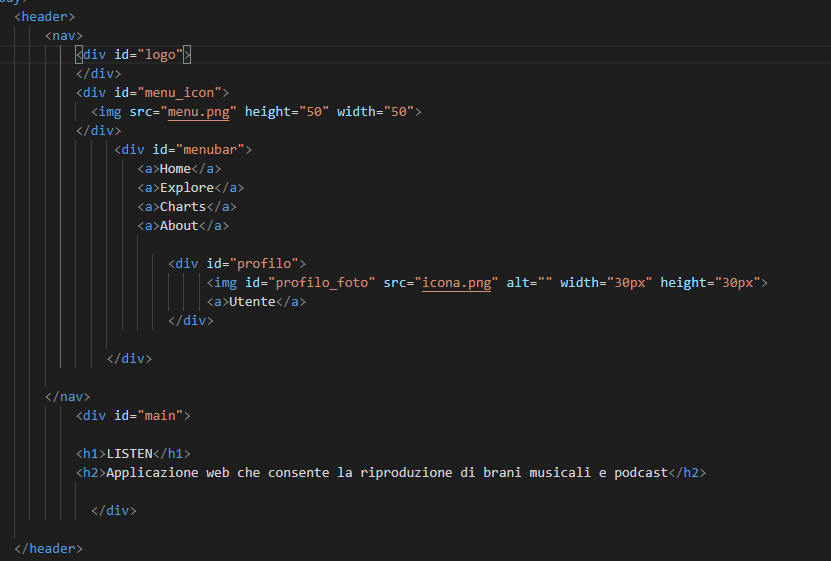 ody>
<header>
<nav>
<div id="logo">
</div>
<div id="menu_icon">
<img src="menu.png" height="50" width="50">
</div>
<div id="menubar">
<a>Home</a>
<a>Explore</a>
<a>Charts</a>
<a>About</a>
<div id="profilo">
<img id="profilo_foto" src="icona.png" alt="" width="30px" height="30px">
<a>Utente</a>
</div>
</div>
</nav>
<div id="main">
<h1>LISTEN</h1>
<h2>Applicazione web che consente la riproduzione di brani musicali e podcast</h2>
</div>
</header>